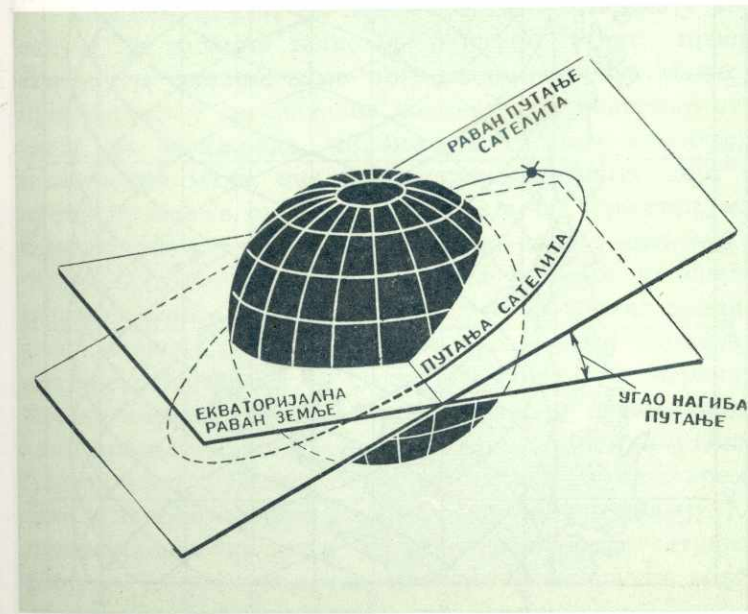 РАВАН ПУТАЊЕ
САТЕЛИТА
ПУТАЊА САТЕЛИТА
ЕКВАТОРИЈАЛНА
РАВАН ЗЕМЉЕ
УГАО НАГИБА
ПУТАЊЕ